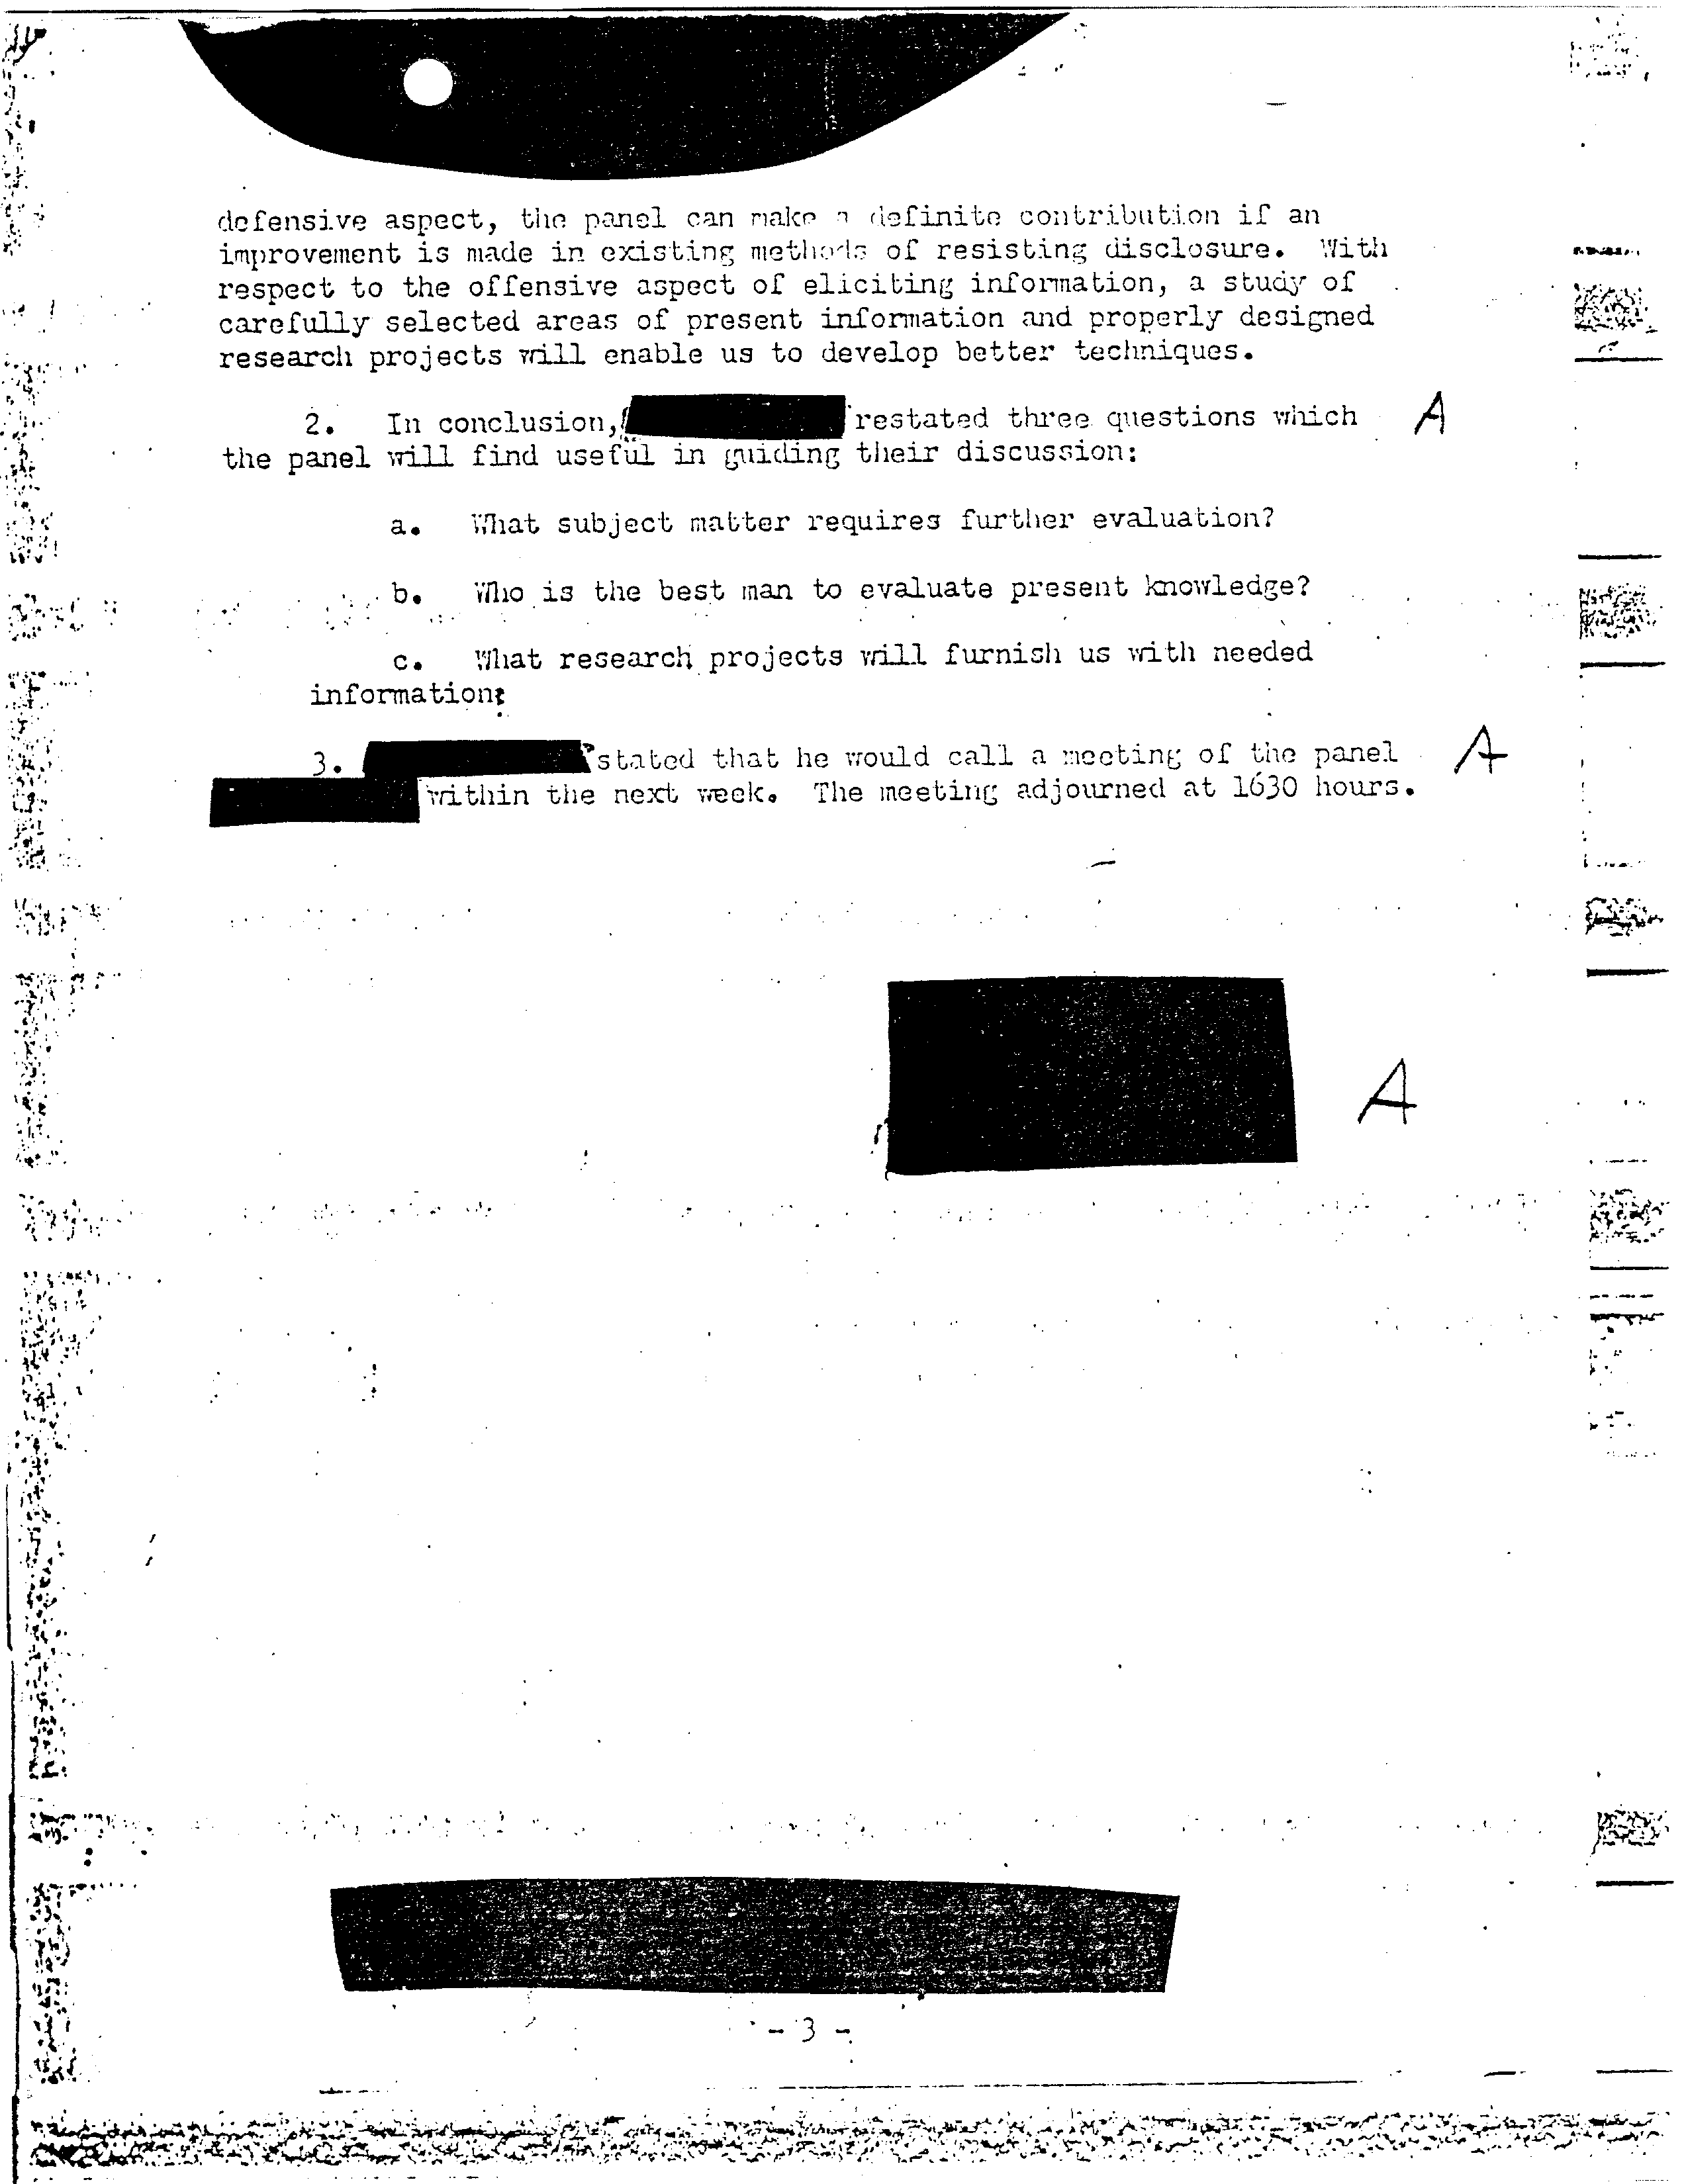 defensive aspect, the panel can make a definite contribution if an
improvement is made in existing methods of resisting disclosure. With
respect to the offensive aspect of eliciting information, a study of
carefully selected areas of present information and properly designed
research projects will enable us to develop better techniques.
2. In conclusion, restated three questions which A
the panel will find useful in guiding their discussion:
a. What subject matter requires further evaluation?
b. Who is the best man to evaluate present knowledge?
c. What research projects will furnish us with needed
information?
3. stated that he would call a meeting of the panel A
within the next week. The meeting adjourned at 1630 hours.
A
- 3 -